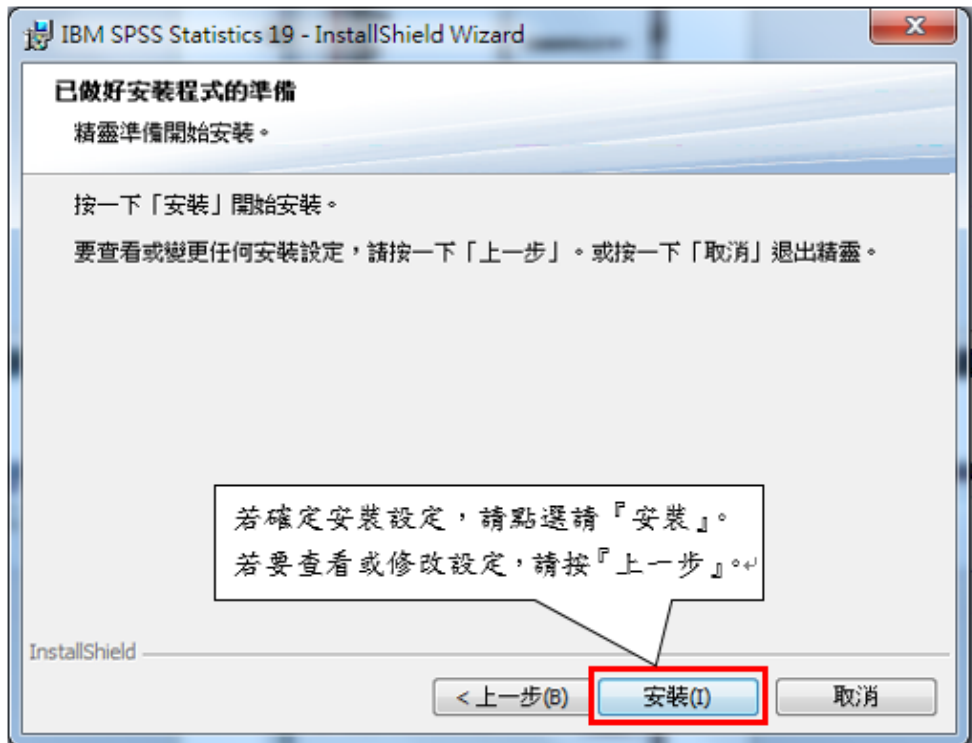 IBM SPSS Statistics 19 - InstallShield Wizard
已做好安裝程式的準備
精靈準備開始安裝。
按一下「安裝」開始安裝。
要查看或變更任何安裝設定，請按一下「上一步」。或按一下「取消」退出精靈。
若確定安裝設定，請點選請『安裝』。
若要查看或修改設定，請按『上一步』。↵
InstallShield
< 上一步(B)
安裝(I)
取消